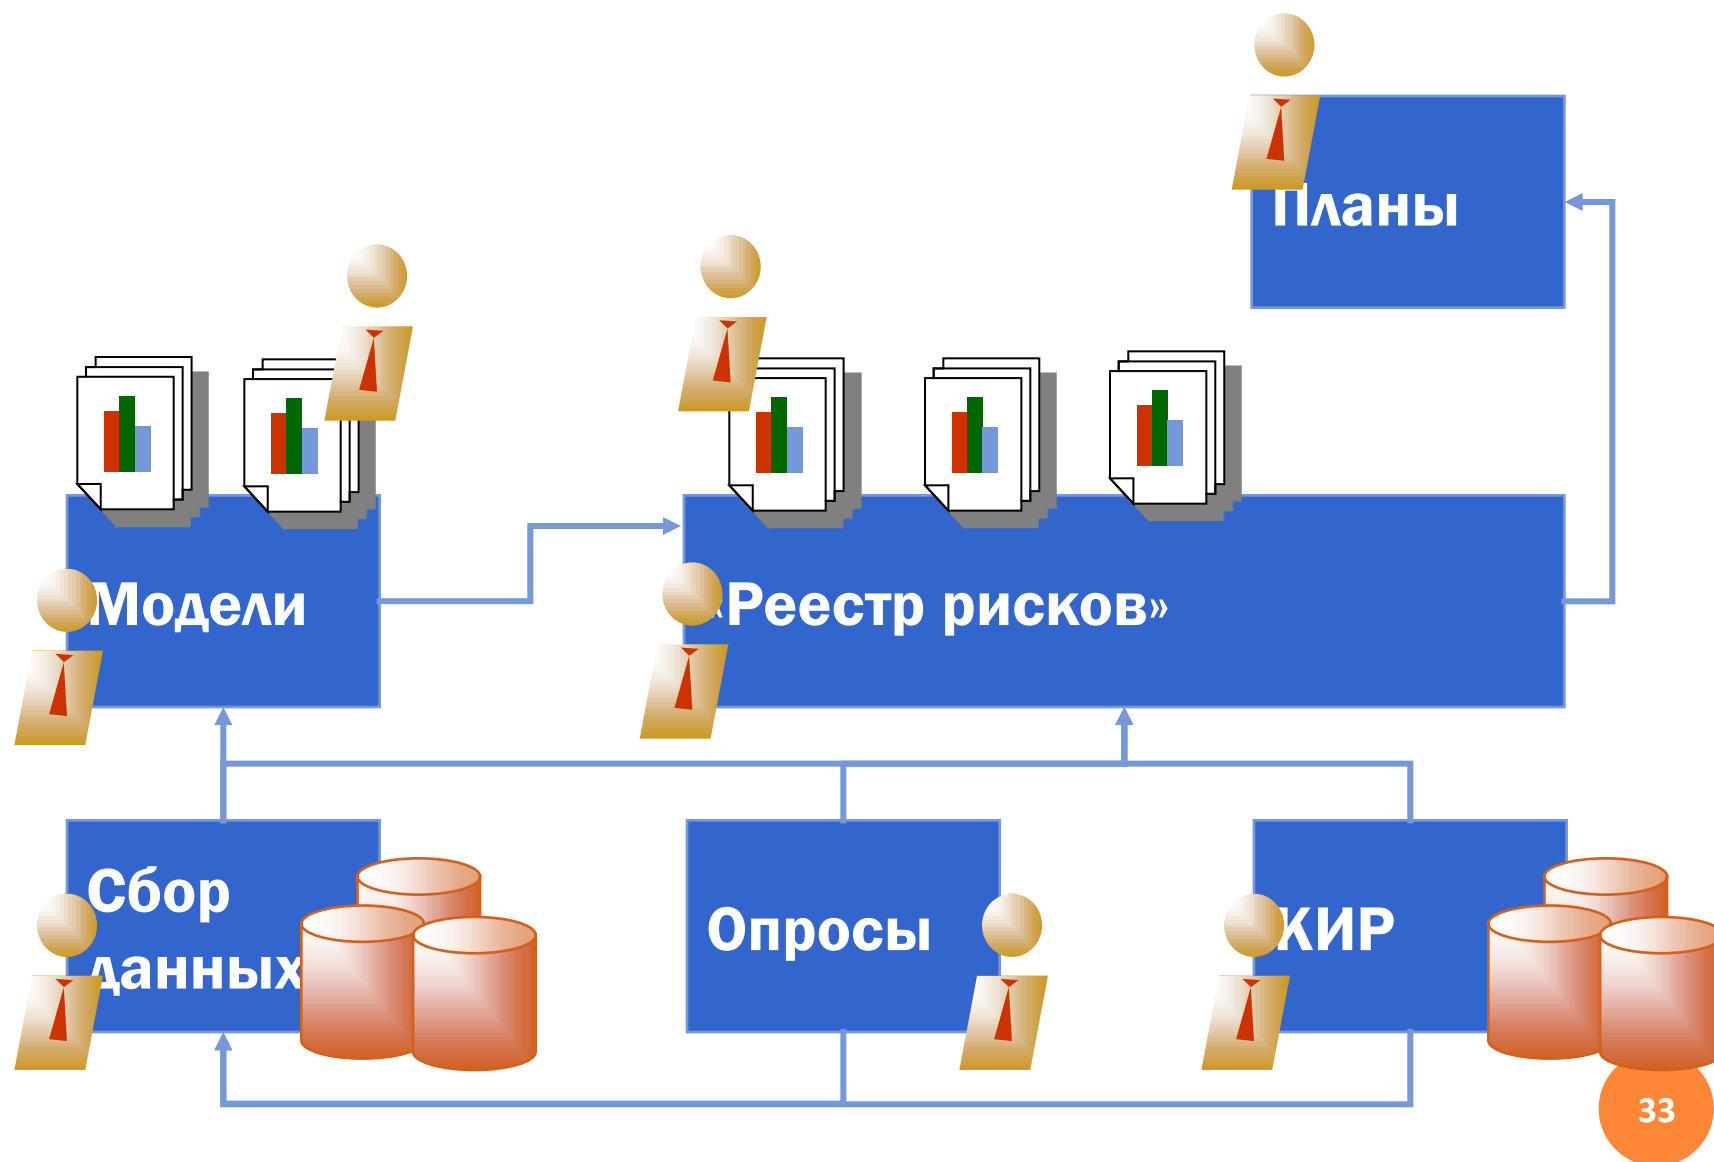 Планы
Модели
«Реестр рисков»
Сбор
данных
Опросы
КИР
33